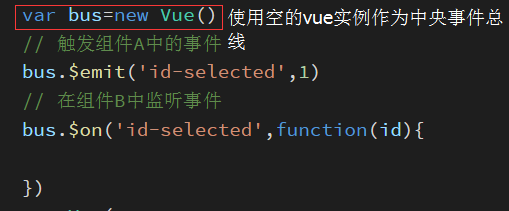 var bus=new Vue() 使用空的vue实例作为中央事件总
// 触发组件A中的事件 线
bus.$emit('id-selected',1)
// 在组件B中监听事件
bus.$on('id-selected',function(id){
})